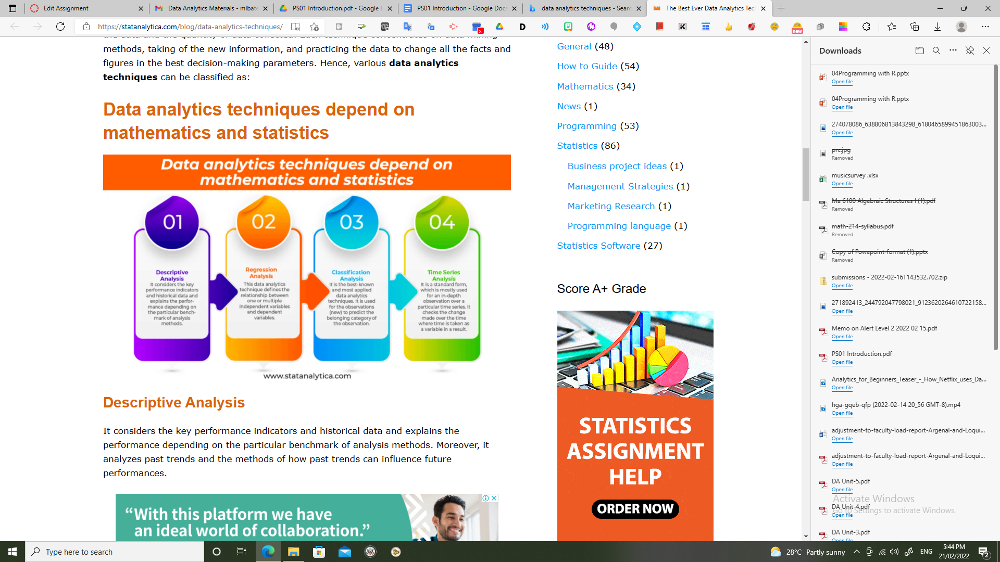 Edit Assignment
Data Analytics Materials - mlbate
PS01 Introduction.pdf - Google D
PS01 Introduction - Google Docs
data analytics techniques - Searc
The Best Ever Data Analytics Tech
https://statanalytica.com/blog/data-analytics-techniques/
new
methods, taking of the new information, and practicing the data to change all the facts and
figures in the best decision-making parameters. Hence, various data analytics
techniques can be classified as:
Data analytics techniques depend on
mathematics and statistics
Data analytics techniques depend on
mathematics and statistics
01
Descriptive
Analysis
It considers the key
performance indicators
and historical data and
explains the perfor-
mance depending on
the particular bench-
mark of analysis
methods.
02
Regression
Analysis
This data analytics
technique defines the
relationship between
one or multiple
independent variables
and dependent
variables.
03
Classification
Analysis
It is the best-known
and most applied
data analytics
techniques. It is used
for the observations
(new) to predict the
belonging category of
the observation.
04
Time Series
Analysis
It is a standard form,
which is mostly used
for an in-depth
observation over a
particular time series. It
checks the change
made over the time
where time is taken as
a variable in a result.
www.statanalytica.com
Descriptive Analysis
It considers the key performance indicators and historical data and explains the
performance depending on the particular benchmark of analysis methods. Moreover, it
analyzes past trends and the methods of how past trends can influence future
performances.
“With this platform we have
an ideal world of collaboration.”
General (48)
How to Guide (54)
Mathematics (34)
News (1)
Programming (53)
Statistics (86)
Business project ideas (1)
Management Strategies (1)
Marketing Research (1)
Programming language (1)
Statistics Software (27)
Score A+ Grade
STATISTICS
ASSIGNMENT
HELP
ORDER NOW
Downloads
04Programming with R.pptx
Open file
04Programming with R.pptx
Open file
274078086_638806813843298_6180465899451863003...
Open file
prc.jpg
Removed
musicsurvey .xlsx
Open file
Ma 6100 Algebraic Structures I (1).pdf
Removed
math-214-syllabus.pdf
Removed
Copy of Powepoint-format (1).pptx
Removed
submissions - 2022-02-16T143532.702.zip
Open file
271892413_244792047798021_9123620264610722158...
Open file
Memo on Alert Level 2 2022 02 15.pdf
Open file
PS01 Introduction.pdf
Open file
Analytics_for_Beginners_Teaser_-_How_Netflix_uses_Da...
Open file
hga-gqeb-qfp (2022-02-14 20_56 GMT-8).mp4
Open file
adjustment-to-faculty-load-report-Argenal-and-Loqui...
Open file
adjustment-to-faculty-load-report-Argenal-and-Loqui...
Open file
DA Unit-5.pdf
Open file
Activate Windows
DA Unit-4.pdf
Go to Settings to activate Windows.
Open file
DA Unit-3.pdf
Type here to search
28°C Partly sunny
ENG
5:44 PM
21/02/2022
2